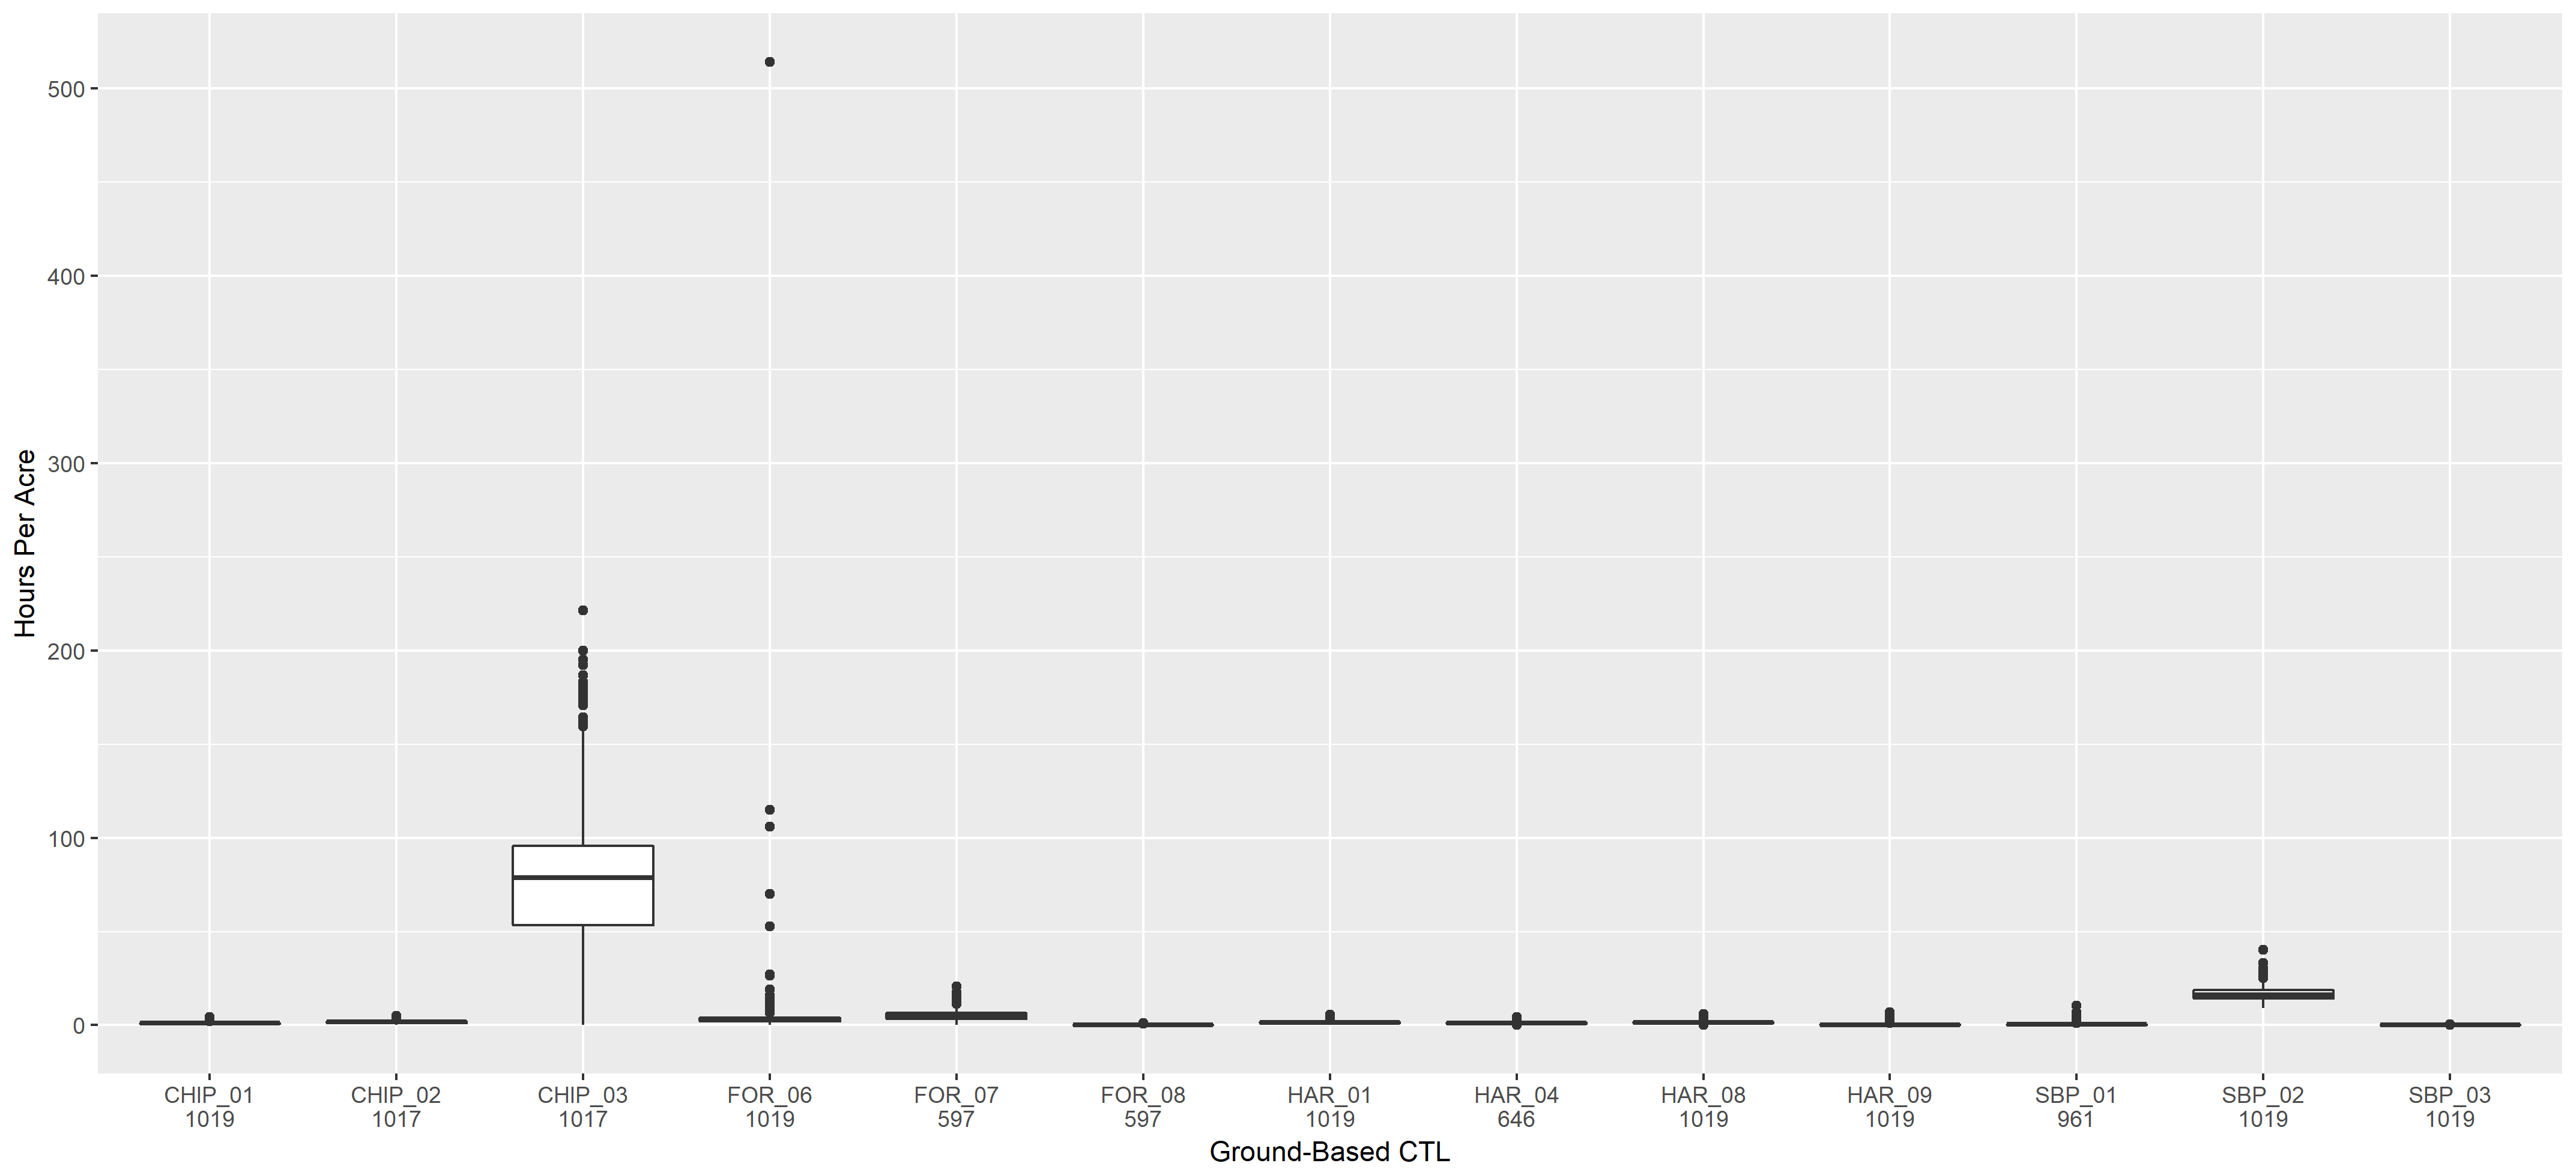 500
400
300
200
100
0
Hours Per Acre
CHIP_01 CHIP_02 CHIP_03 FOR_06 FOR_07 FOR_08 HAR_01 HAR_04 HAR_08 HAR_09 SBP_01 SBP_02 SBP_03
1019 1017 1017 1019 597 597 1019 646 1019 1019 961 1019 1019
Ground-Based CTL